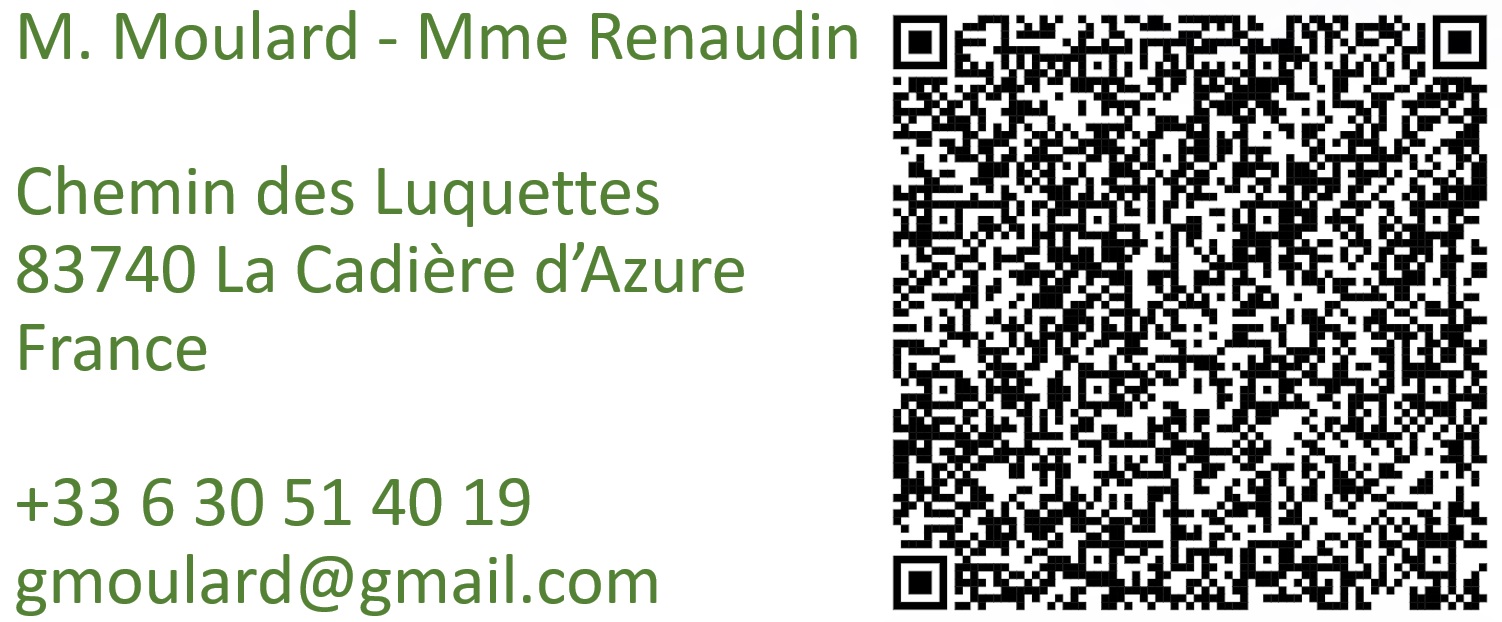 M. Moulard - Mme Renaudin
Chemin des Luquettes
83740 La Cadière d’Azure
France
+33 6 30 51 40 19
gmoulard@gmail.com